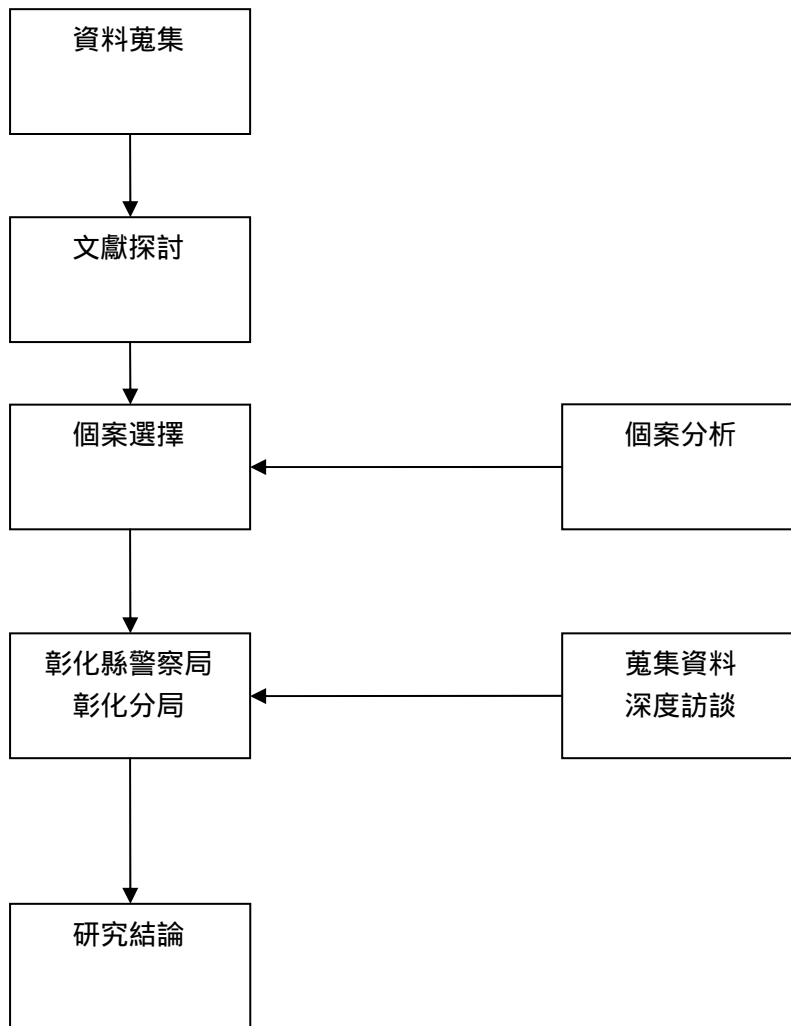 資料蒐集
文獻探討
個案選擇
個案分析
彰化縣警察局
彰化分局
蒐集資料
深度訪談
研究結論